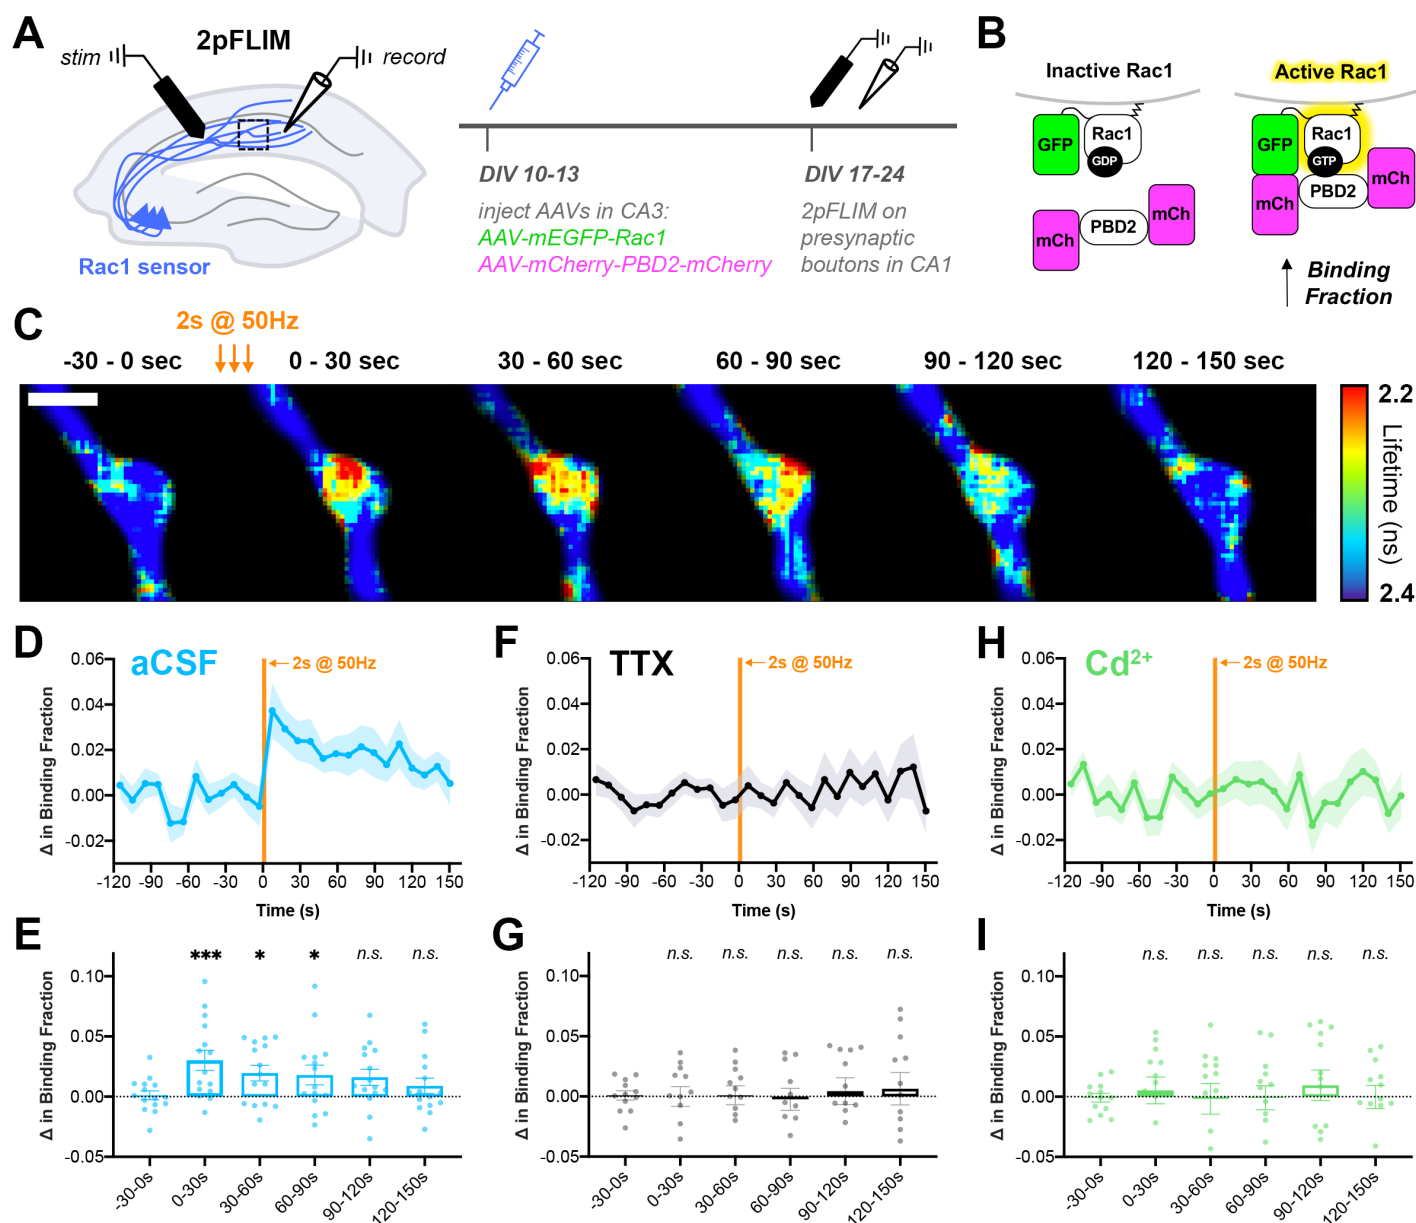 A
2pFLIM
stim
record
Rac1 sensor
DIV 10-13
inject AAVs in CA3:
AAV-mEGFP-Rac1
AAV-mCherry-PBD2-mCherry
DIV 17-24
2pFLIM on
presynaptic
boutons in CA1
B
Inactive Rac1
GFP
Rac1
GDP
mCh
PBD2
mCh
Active Rac1
GFP
Rac1
GTP
mCh
PBD2
mCh
Binding
Fraction
C
2s @ 50Hz
-30 - 0 sec
0 - 30 sec
30 - 60 sec
60 - 90 sec
90 - 120 sec
120 - 150 sec
2.2
Lifetime (ns)
2.4
D
aCSF
2s @ 50Hz
Δ in Binding Fraction
0.06
0.04
0.02
0.00
-0.02
-120 -90 -60 -30 0 30 60 90 120 150
Time (s)
F
TTX
2s @ 50Hz
Δ in Binding Fraction
0.06
0.04
0.02
0.00
-0.02
-120 -90 -60 -30 0 30 60 90 120 150
Time (s)
H
Cd2+
2s @ 50Hz
Δ in Binding Fraction
0.06
0.04
0.02
0.00
-0.02
-120 -90 -60 -30 0 30 60 90 120 150
Time (s)
E
*** * * n.s. n.s.
Δ in Binding Fraction
0.10
0.05
0.00
-0.05
-30-0s 0-30s 30-60s 60-90s 90-120s 120-150s
G
n.s. n.s. n.s. n.s. n.s.
Δ in Binding Fraction
0.10
0.05
0.00
-0.05
-30-0s 0-30s 30-60s 60-90s 90-120s 120-150s
I
n.s. n.s. n.s. n.s. n.s.
Δ in Binding Fraction
0.10
0.05
0.00
-0.05
-30-0s 0-30s 30-60s 60-90s 90-120s 120-150s